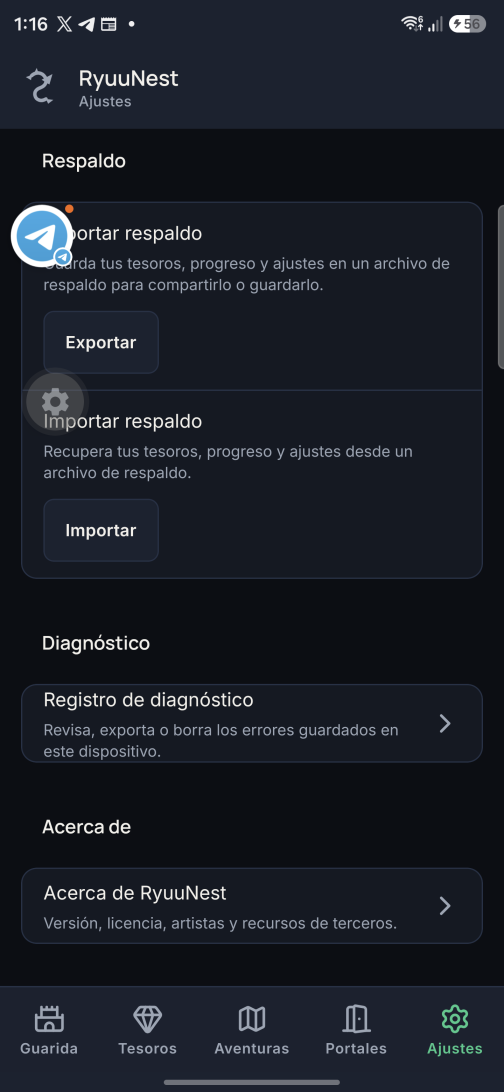 1:16
6
56
RyuuNest
Ajustes
Respaldo
portar respaldo
Guarda tus tesoros, progreso y ajustes en un archivo de
respaldo para compartirlo o guardarlo.
Exportar
Importar respaldo
Recupera tus tesoros, progreso y ajustes desde un
archivo de respaldo.
Importar
Diagnóstico
Registro de diagnóstico
Revisa, exporta o borra los errores guardados en
este dispositivo.
Acerca de
Acerca de RyuuNest
Versión, licencia, artistas y recursos de terceros.
Guarida
Tesoros
Aventuras
Portales
Ajustes